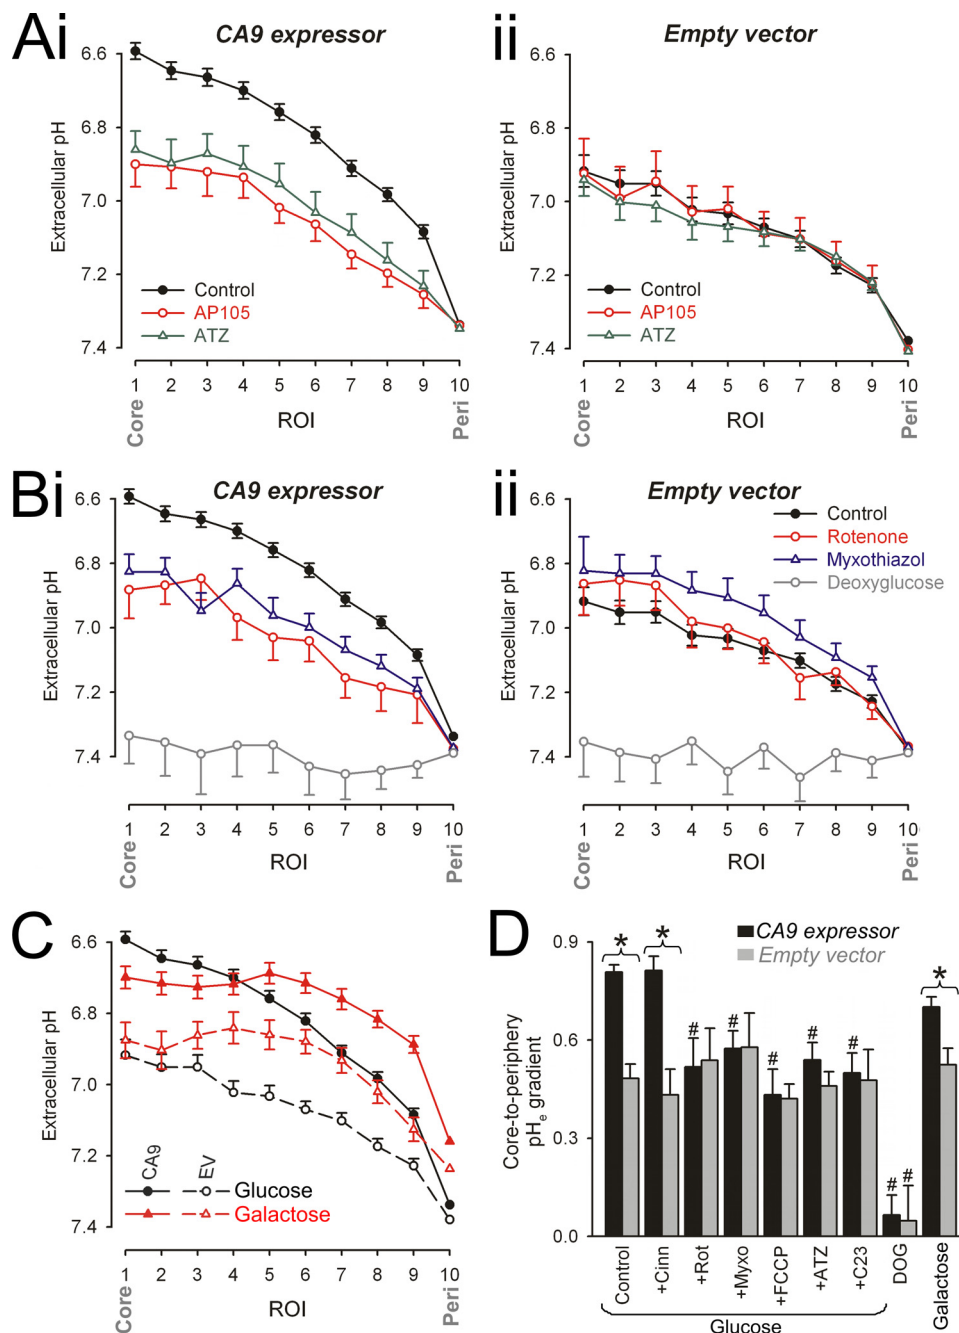 Ai
CA9 expressor
6.6
6.8
7.0
7.2
7.4
Extracellular pH
Control
AP105
ATZ
1 2 3 4 5 6 7 8 9 10
Core
ROI
Peri
ii
Empty vector
6.6
6.8
7.0
7.2
7.4
Extracellular pH
Control
AP105
ATZ
1 2 3 4 5 6 7 8 9 10
Core
ROI
Peri
Bi
CA9 expressor
6.6
6.8
7.0
7.2
7.4
Extracellular pH
1 2 3 4 5 6 7 8 9 10
Core
ROI
Peri
ii
Empty vector
6.6
6.8
7.0
7.2
7.4
Extracellular pH
Control
Rotenone
Myxothiazol
Deoxyglucose
1 2 3 4 5 6 7 8 9 10
Core
ROI
Peri
C
6.6
6.8
7.0
7.2
7.4
Extracellular pH
CA9
EV
Glucose
Galactose
1 2 3 4 5 6 7 8 9 10
Core
ROI
Peri
D
CA9 expressor
Empty vector
0.9
0.6
0.3
0.0
Core-to-periphery
pHe gradient
* * # # # # # # # *
Control
+Cinn
+Rot
+Myxo
+FCCP
+ATZ
+C23
DOG
Galactose
Glucose